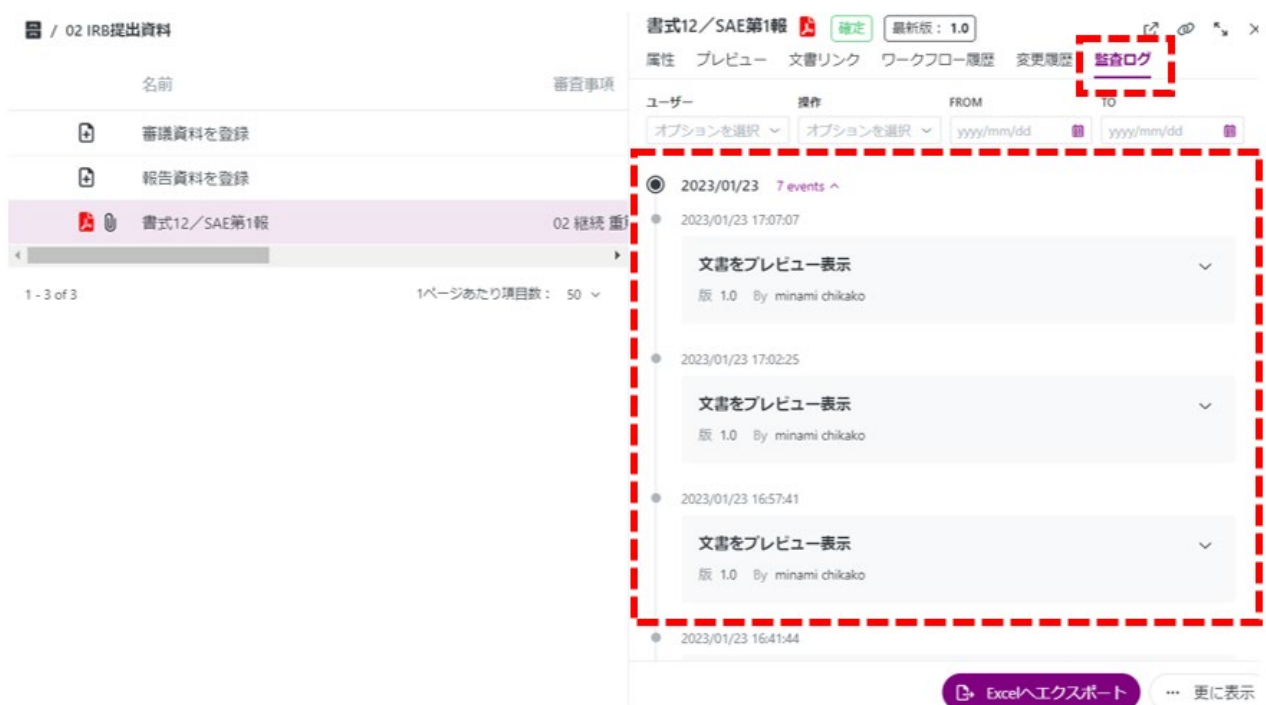 / 02 IRB提出資料
名前 審査事項
審議資料を登録
報告資料を登録
書式12／SAE第1報 02 継続
1 - 3 of 3 1ページあたり項目数： 50
書式12／SAE第1報 確定 最新版： 1.0
属性 プレビュー 文書リンク ワークフロー履歴 変更履歴 監査ログ
ユーザー 操作 FROM TO
オプションを選択 オプションを選択 yyyy/mm/dd yyyy/mm/dd
2023/01/23 7 events
2023/01/23 17:07:07
文書をプレビュー表示
版 1.0 By minami chikako
2023/01/23 17:02:25
文書をプレビュー表示
版 1.0 By minami chikako
2023/01/23 16:57:41
文書をプレビュー表示
版 1.0 By minami chikako
2023/01/23 16:41:44
Excelへエクスポート ... 更に表示